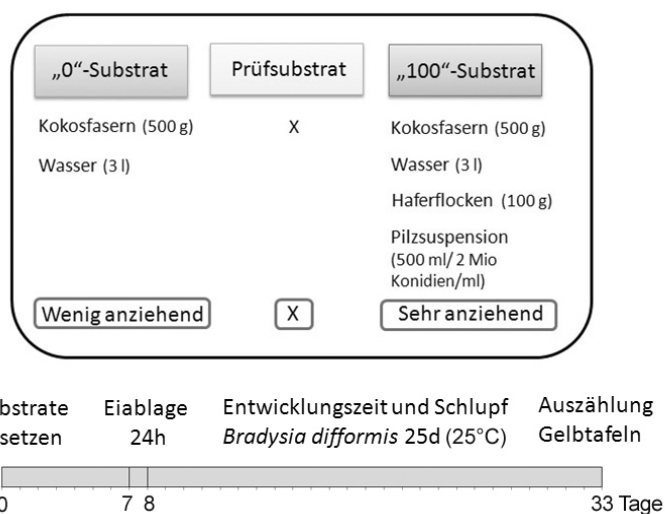 „0“-Substrat
Prüfsubstrat
„100“-Substrat
Kokosfasern (500 g)
X
Kokosfasern (500 g)
Wasser (3 l)
Wasser (3 l)
Haferflocken (100 g)
Pilzsuspension
(500 ml/ 2 Mio
Konidien/ml)
Wenig anziehend
X
Sehr anziehend
bstrate
setzen
Eiablage
24h
Entwicklungszeit und Schlupf
Bradysia difformis 25d (25°C)
Auszählung
Gelbtafeln
0
7
8
33 Tage